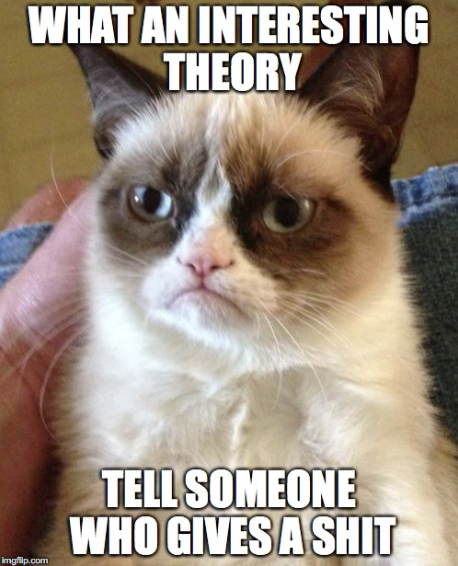 WHAT AN INTERESTING
THEORY
TELL SOMEONE
WHO GIVES A SHIT
imgflip.com